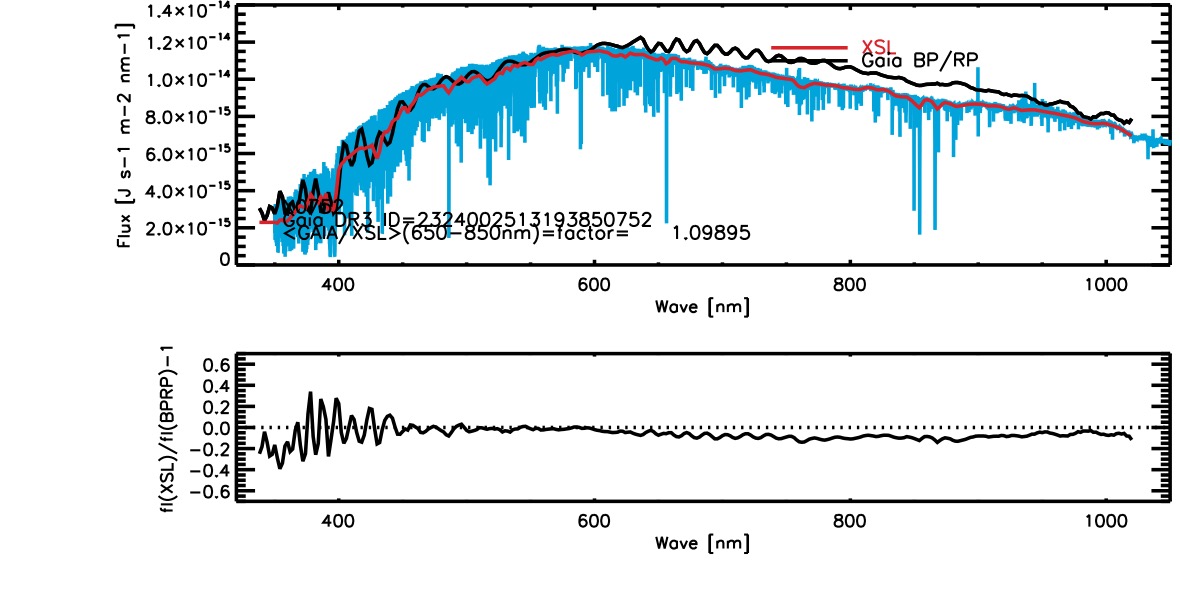 1.4×10⁻¹⁴
1.2×10⁻¹⁴
1.0×10⁻¹⁴
8.0×10⁻¹⁵
6.0×10⁻¹⁵
4.0×10⁻¹⁵
2.0×10⁻¹⁵
0
Flux [J s−1 m−2 nm−1]
XSL
Gaia BP/RP
Gaia DR3 ID=2324002513193850752
<GAIA/XSL>(650−850nm)=factor= 1.09895
400 600 800 1000
Wave [nm]
0.6
0.4
0.2
0.0
−0.2
−0.4
−0.6
fl(XSL)/fl(BPRP)−1
400 600 800 1000
Wave [nm]